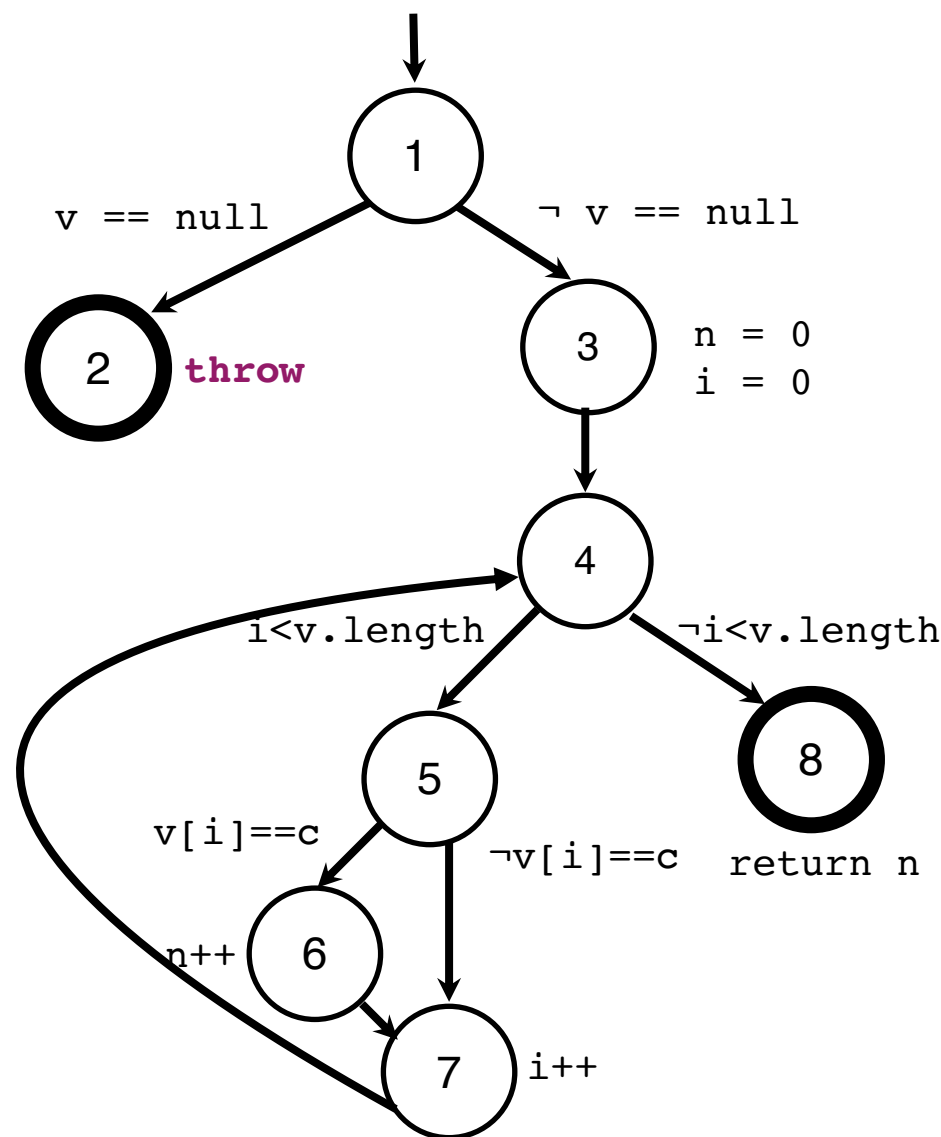 1
v == null
¬ v == null
2
throw
3
n = 0
i = 0
4
i<v.length
¬i<v.length
5
8
v[i]==c
¬v[i]==c
return n
n++
6
7
i++